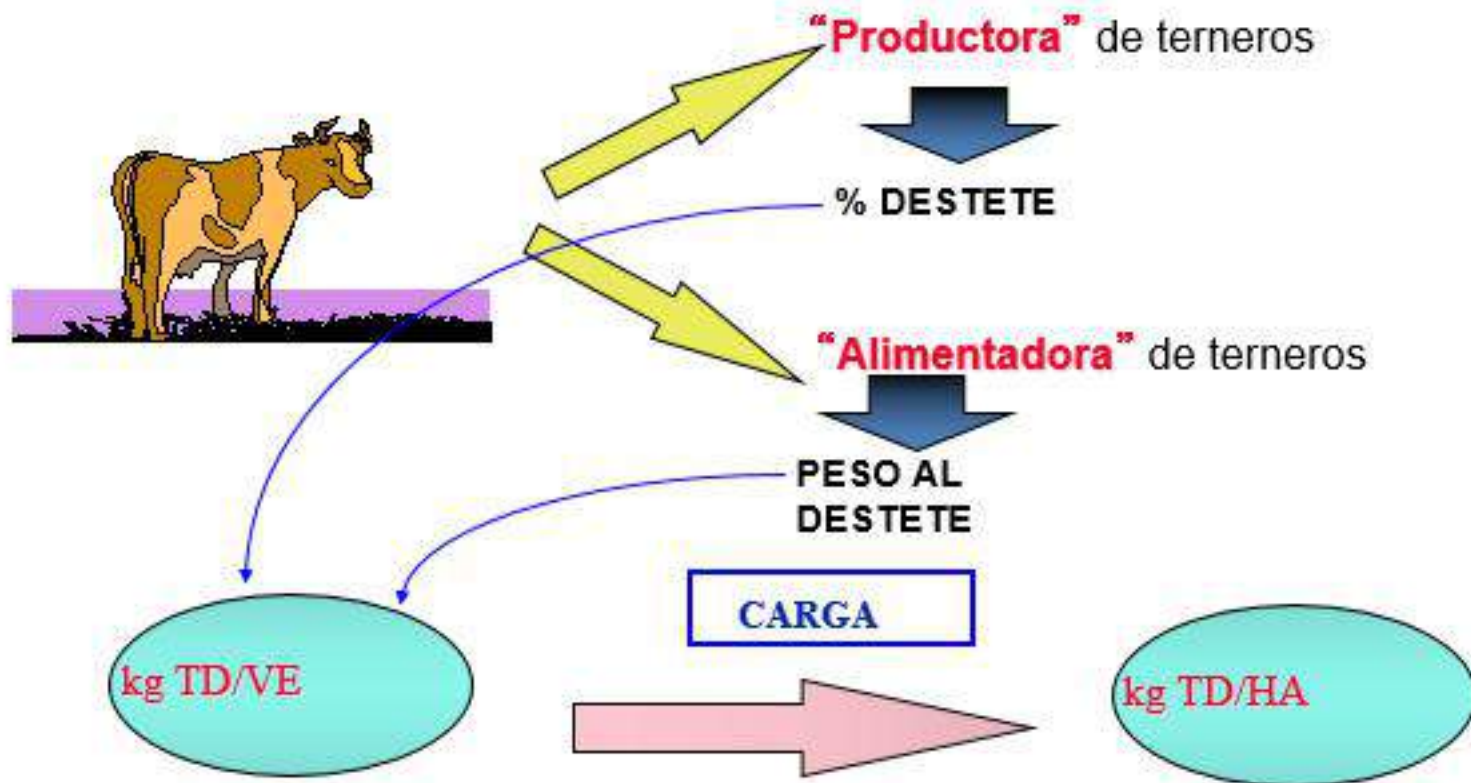 “Productora” de terneros
% DESTETE
“Alimentadora” de terneros
PESO AL
DESTETE
CARGA
kg TD/VE
kg TD/HA